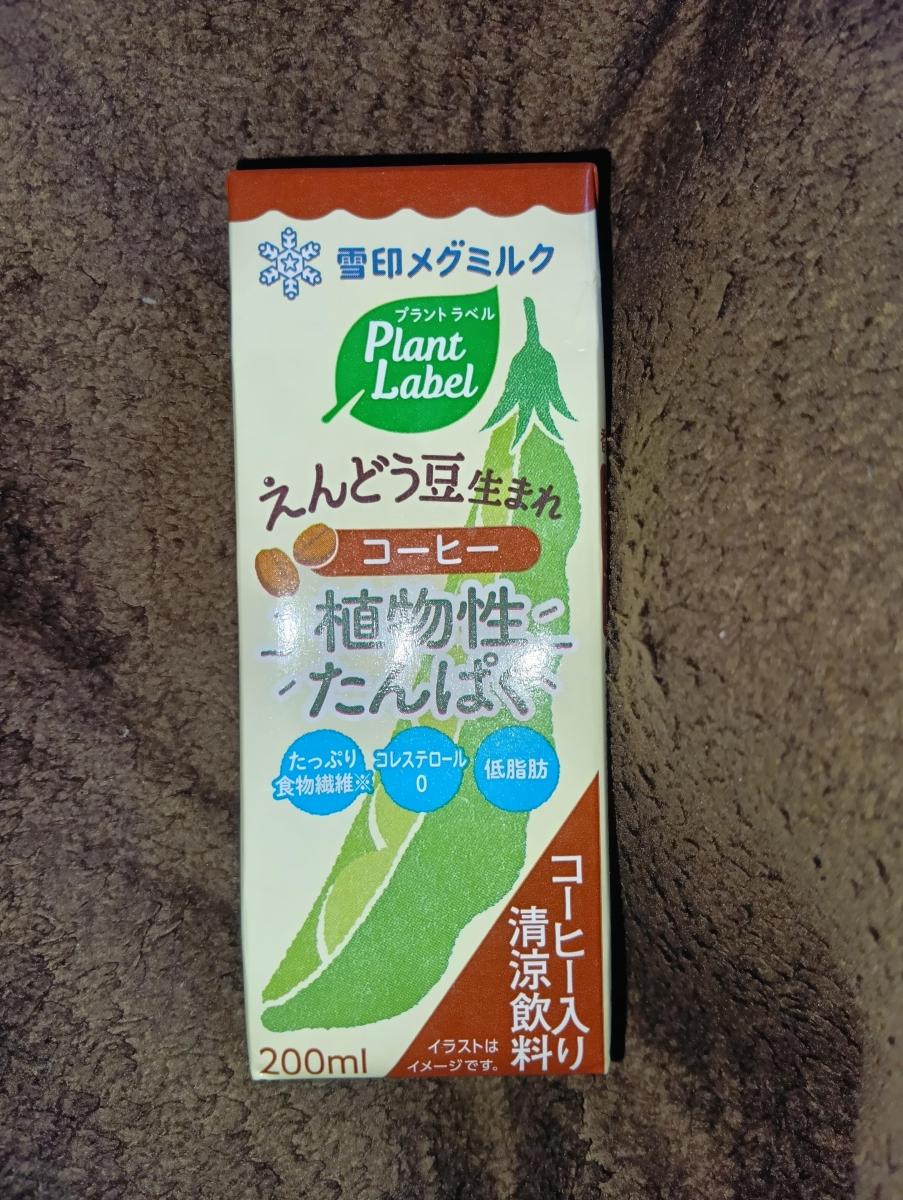 雪印メグミルク
プラントラベル
Plant
Label
えんどう豆生まれ
コーヒー
植物性
たんぱく
たっぷり
食物繊維※
コレステロール
0
低脂肪
コーヒー入り
清涼飲料
イラストは
イメージです。
200ml